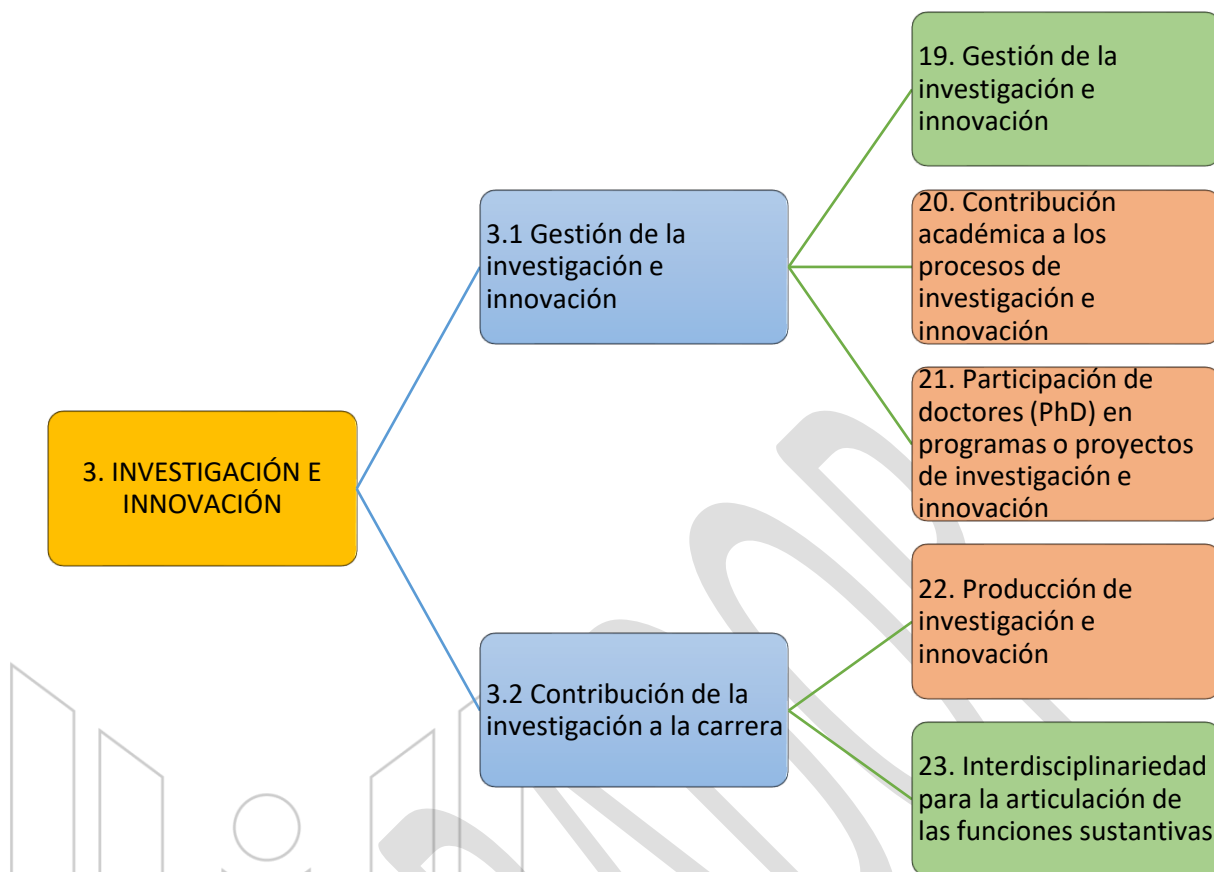 19. Gestión de la
investigación e
innovación
20. Contribución
académica a los
procesos de
investigación e
innovación
3.1 Gestión de la
investigación e
innovación
21. Participación de
doctores (PhD) en
programas o proyectos
de investigación e
innovación
3. INVESTIGACIÓN E
INNOVACIÓN
22. Producción de
investigación e
innovación
3.2 Contribución de la
investigación a la carrera
23. Interdisciplinariedad
para la articulación de
las funciones sustantivas